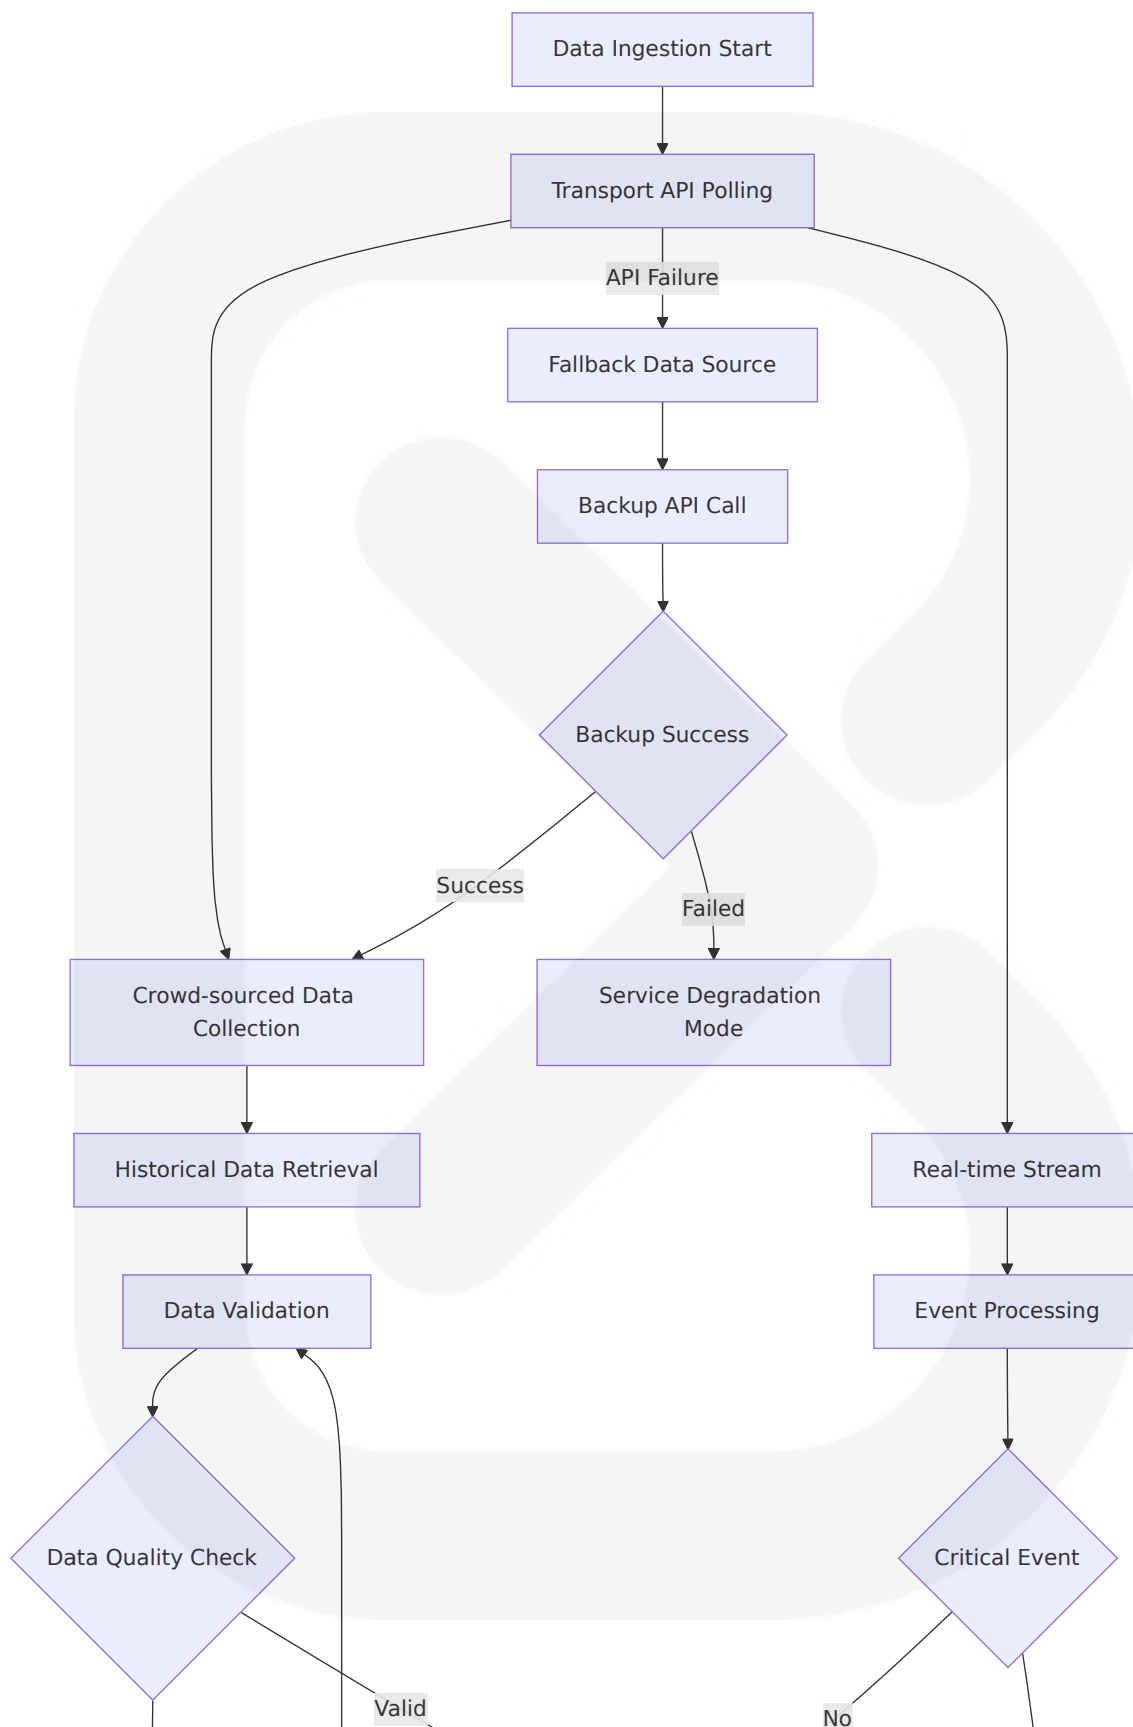 Data Ingestion Start
Transport API Polling
API Failure
Fallback Data Source
Backup API Call
Backup Success
Success
Failed
Crowd-sourced Data
Collection
Service Degradation
Mode
Historical Data Retrieval
Real-time Stream
Data Validation
Event Processing
Data Quality Check
Critical Event
Valid
No